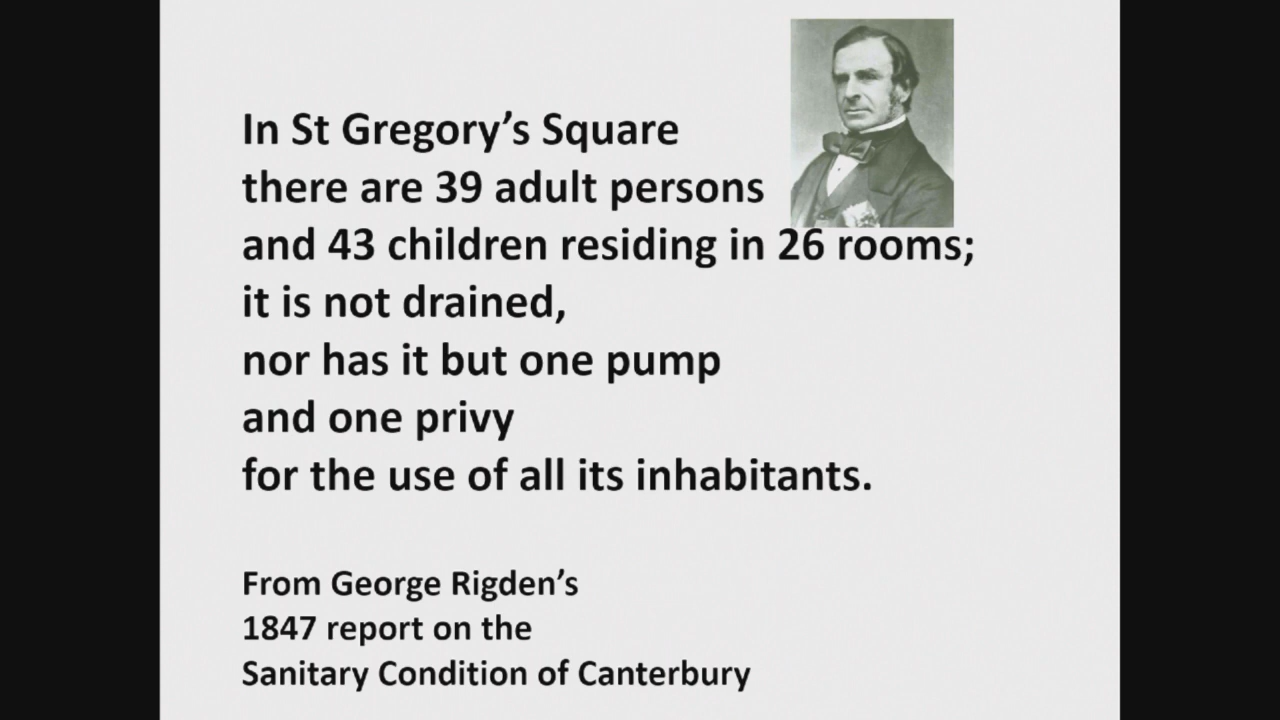 In St Gregory’s Square
there are 39 adult persons
and 43 children residing in 26 rooms;
it is not drained,
nor has it but one pump
and one privy
for the use of all its inhabitants.
From George Rigden’s
1847 report on the
Sanitary Condition of Canterbury